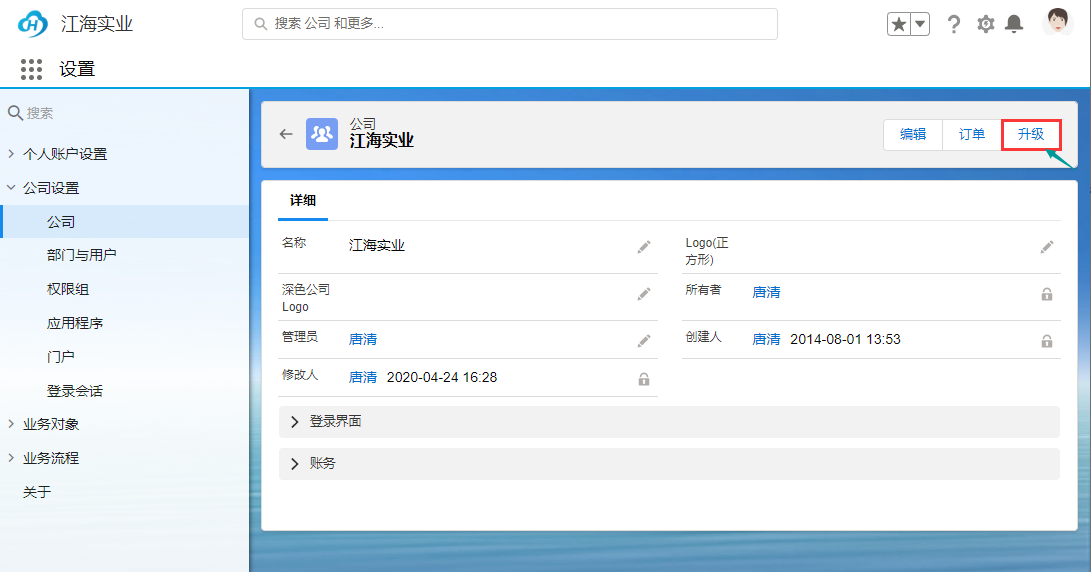 江海实业
搜索 公司 和更多...
设置
搜索
个人账户设置
公司设置
公司
部门与用户
权限组
应用程序
门户
登录会话
业务对象
业务流程
关于
公司
江海实业
编辑
订单
升级
详细
名称
江海实业
Logo(正
方形)
深色公司
Logo
所有者
唐清
管理员
唐清
创建人
唐清 2014-08-01 13:53
修改人
唐清 2020-04-24 16:28
登录界面
账务